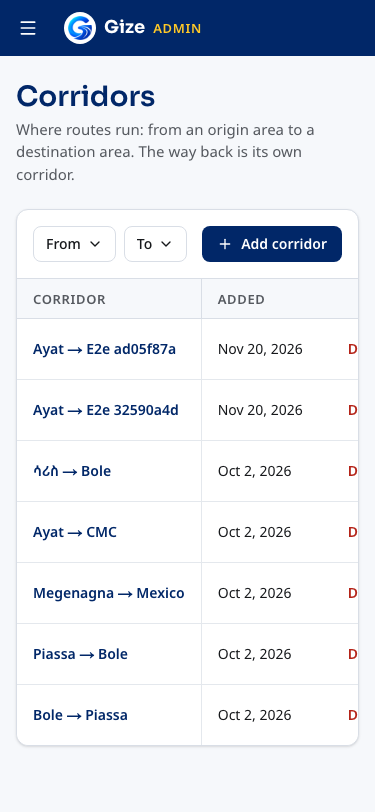 Gize ADMIN
Corridors
Where routes run: from an origin area to a
destination area. The way back is its own
corridor.
From To + Add corridor
CORRIDOR ADDED
Ayat → E2e ad05f87a Nov 20, 2026 D
Ayat → E2e 32590a4d Nov 20, 2026 D
ሳሪስ → Bole Oct 2, 2026 D
Ayat → CMC Oct 2, 2026 D
Megenagna → Mexico Oct 2, 2026 D
Piassa → Bole Oct 2, 2026 D
Bole → Piassa Oct 2, 2026 D